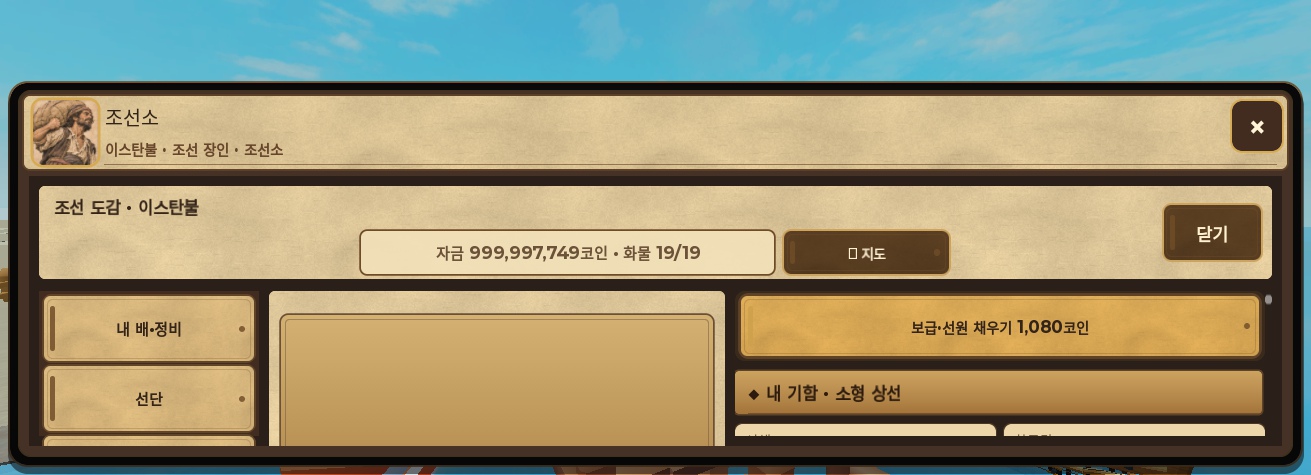 조선소
이스탄불 • 조선 장인 • 조선소
×
조선 도감 • 이스탄불
자금 999,997,749코인 • 화물 19/19
지도
닫기
내 배•정비
선단
보급•선원 채우기 1,080코인
◆ 내 기함 • 소형 상선